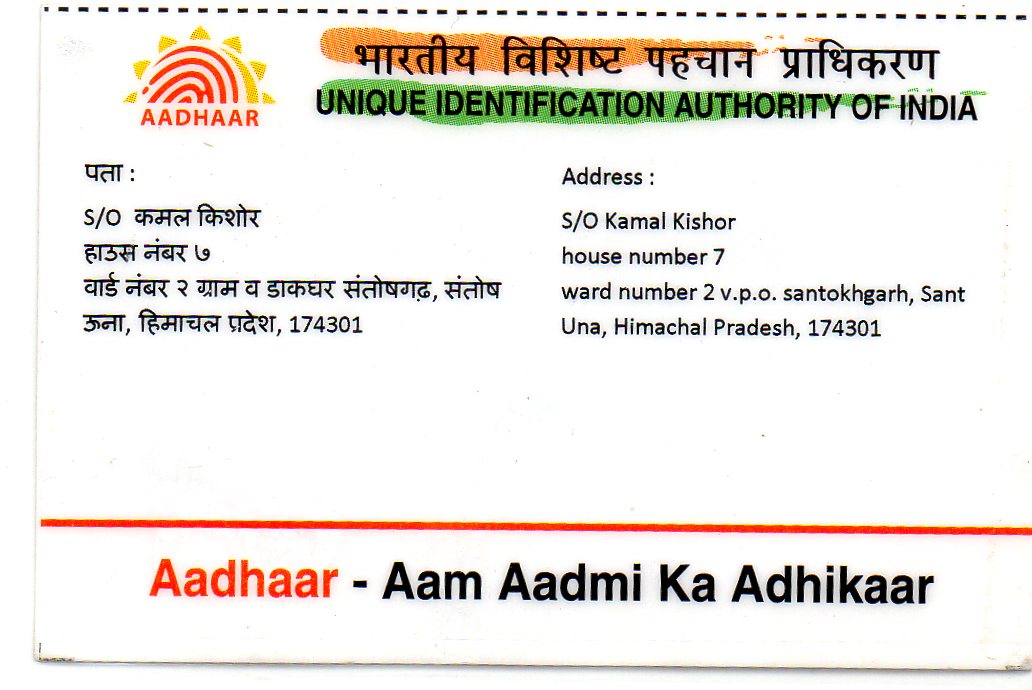 भारतीय विशिष्ट पहचान प्राधिकरण
AADHAAR
UNIQUE IDENTIFICATION AUTHORITY OF INDIA
पता :
S/O कमल किशोर
हाउस नंबर ७
वार्ड नंबर २ ग्राम व डाकघर संतोषगढ़, संतोष
ऊना, हिमाचल प्रदेश, 174301
Address :
S/O Kamal Kishor
house number 7
ward number 2 v.p.o. santokhgarh, Sant
Una, Himachal Pradesh, 174301
Aadhaar - Aam Aadmi Ka Adhikaar